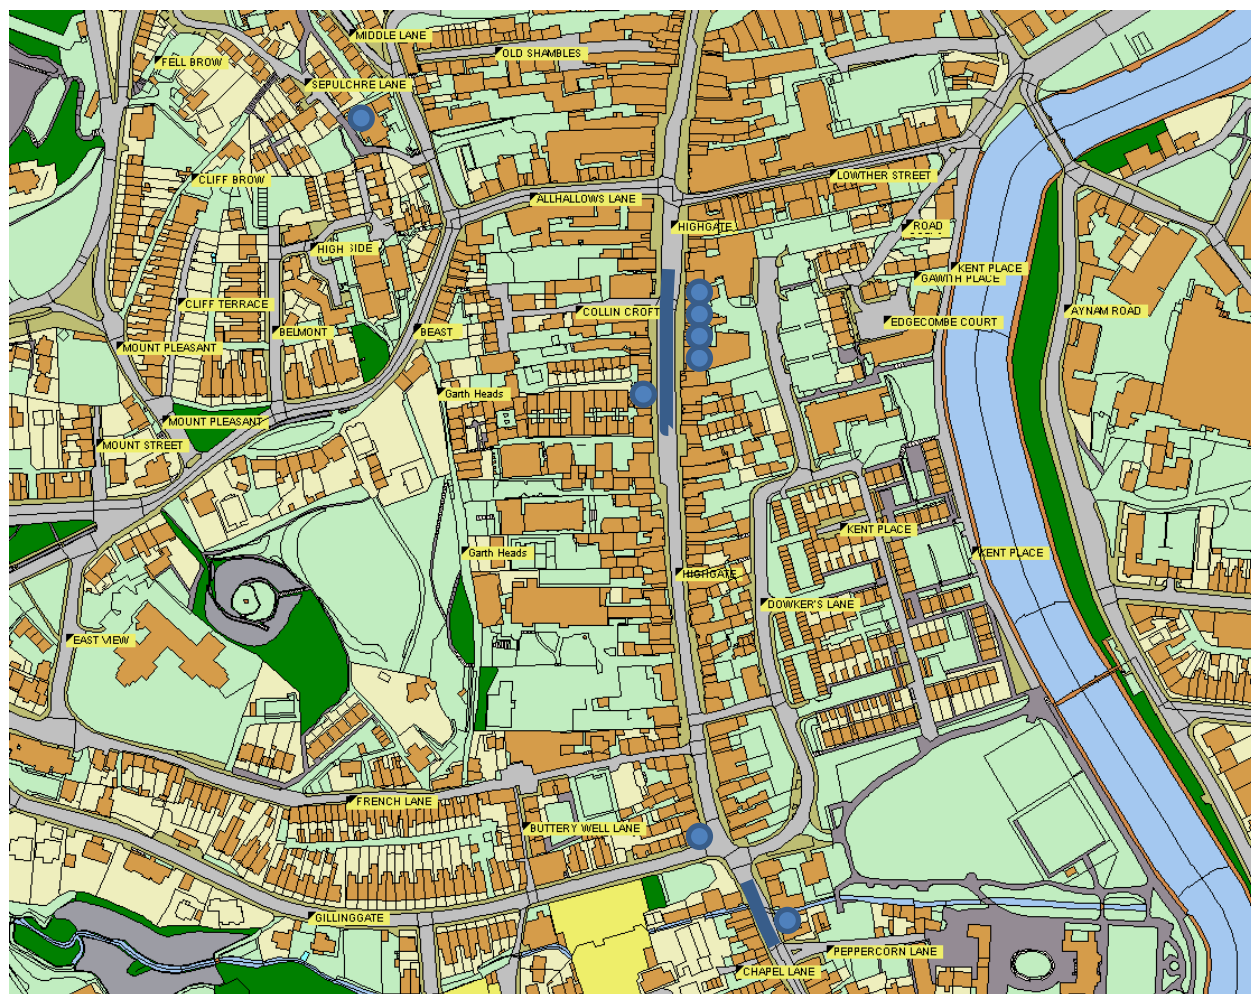 MIDDLE LANE
OLD SHAMBLES
FELL BROW
SEPULCHRE LANE
CLIFF BROW
LOWTHER STREET
ALLHALLOWS LANE
HIGHGATE
ROAD
HIGH SIDE
KENT PLACE
GAWITH PLACE
CLIFF TERRACE
COLLIN CROFT
AYNAM ROAD
EDGECOMBE COURT
BELMONT
BEAST
MOUNT PLEASANT
Garth Heads
MOUNT PLEASANT
MOUNT STREET
KENT PLACE
Garth Heads
KENT PLACE
HIGHGATE
DOWKER'S LANE
EAST VIEW
FRENCH LANE
BUTTERY WELL LANE
GILLINGGATE
PEPPERCORN LANE
CHAPEL LANE